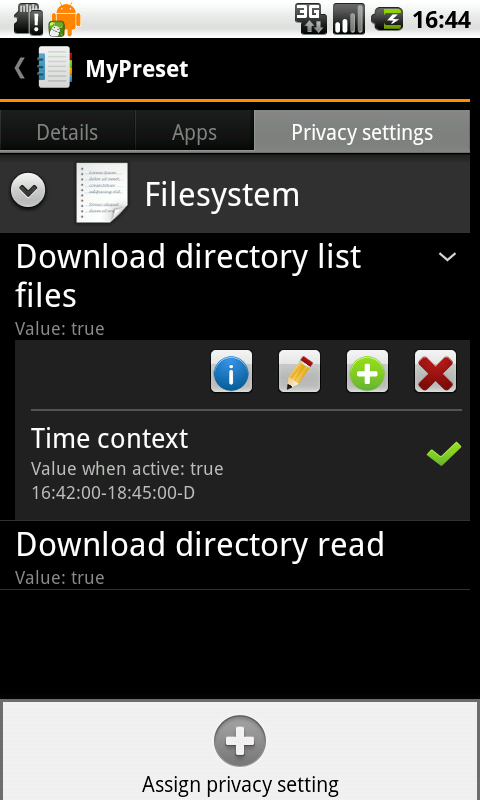 3G
16:44
MyPreset
Details
Apps
Privacy settings
Filesystem
Download directory list
files
Value: true
Time context
Value when active: true
16:42:00-18:45:00-D
Download directory read
Value: true
Assign privacy setting